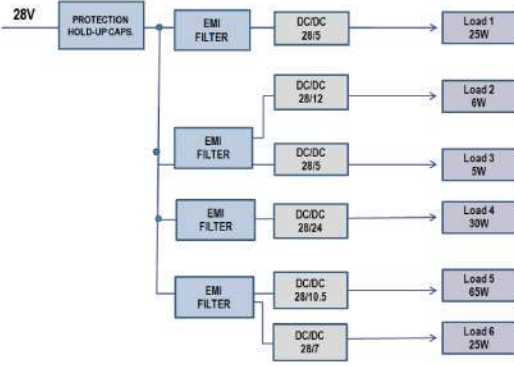 28V
PROTECTION
HOLD-UP CAPS.
EMI
FILTER
DC/DC
28/5
Load 1
25W
DC/DC
28/12
Load 2
6W
EMI
FILTER
DC/DC
28/5
Load 3
5W
EMI
FILTER
DC/DC
28/24
Load 4
30W
EMI
FILTER
DC/DC
28/10.5
Load 5
65W
DC/DC
28/7
Load 6
25W